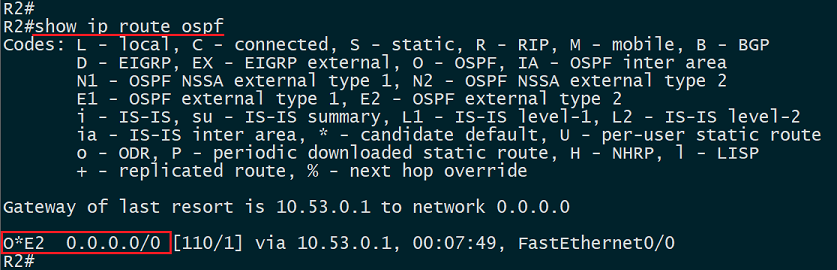 R2#
R2#show ip route ospf
Codes: L - local, C - connected, S - static, R - RIP, M - mobile, B - BGP
D - EIGRP, EX - EIGRP external, O - OSPF, IA - OSPF inter area
N1 - OSPF NSSA external type 1, N2 - OSPF NSSA external type 2
E1 - OSPF external type 1, E2 - OSPF external type 2
i - IS-IS, su - IS-IS summary, L1 - IS-IS level-1, L2 - IS-IS level-2
ia - IS-IS inter area, * - candidate default, U - per-user static route
o - ODR, P - periodic downloaded static route, H - NHRP, l - LISP
+ - replicated route, % - next hop override
Gateway of last resort is 10.53.0.1 to network 0.0.0.0
O*E2 0.0.0.0/0 [110/1] via 10.53.0.1, 00:07:49, FastEthernet0/0
R2#